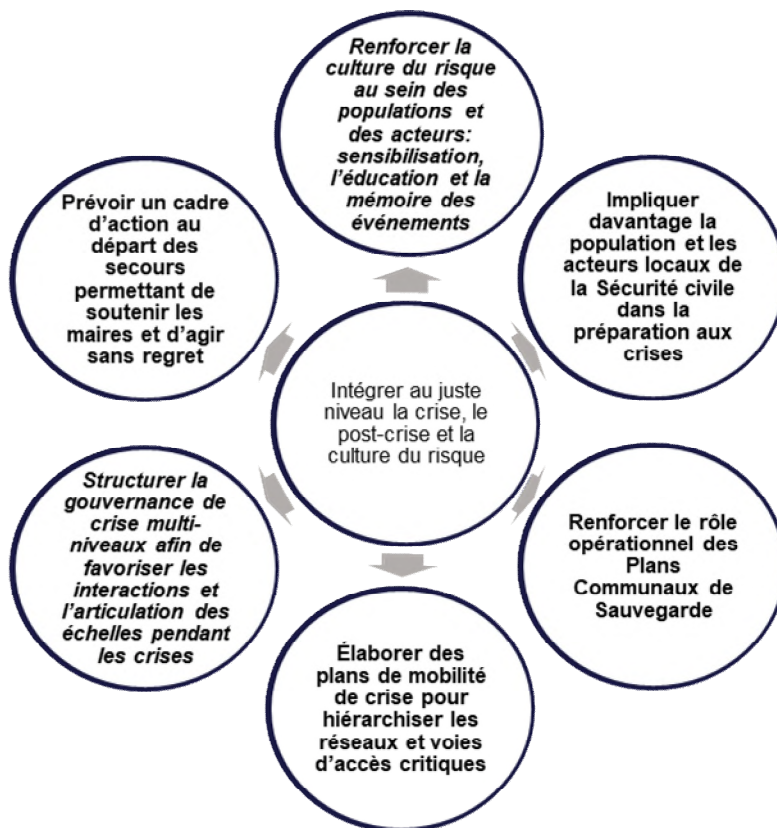 Renforcer la
culture du risque
au sein des
populations et
des acteurs:
sensibilisation,
l’éducation et la
mémoire des
événements
Impliquer
davantage la
population et les
acteurs locaux de
la Sécurité civile
dans la
préparation aux
crises
Renforcer le rôle
opérationnel des
Plans
Communaux de
Sauvegarde
Élaborer des
plans de mobilité
de crise pour
hiérarchiser les
réseaux et voies
d’accès critiques
Structurer la
gouvernance de
crise multi-
niveaux afin de
favoriser les
interactions et
l’articulation des
échelles pendant
les crises
Prévoir un cadre
d’action au
départ des
secours
permettant de
soutenir les
maires et d’agir
sans regret
Intégrer au juste
niveau la crise, le
post-crise et la
culture du risque